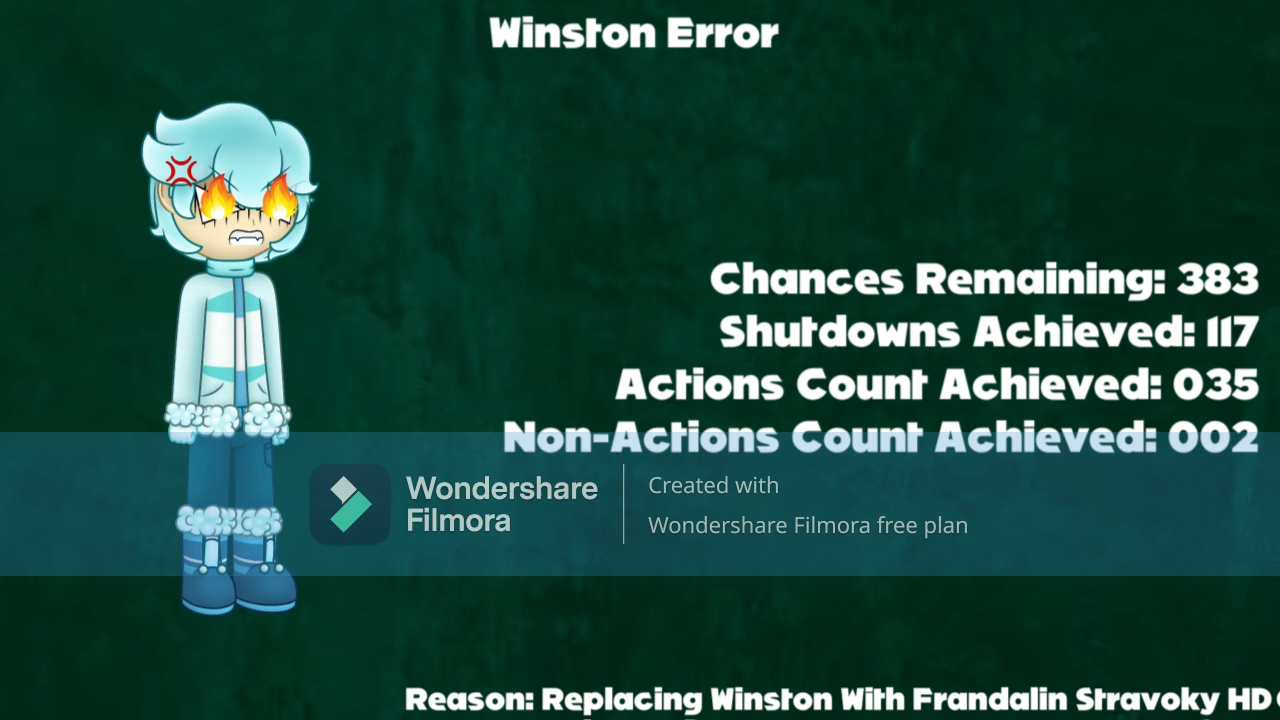 Winston Error
Chances Remaining: 383
Shutdowns Achieved: 117
Actions Count Achieved: 035
Non-Actions Count Achieved: 002
Wondershare
Filmora
Created with
Wondershare Filmora free plan
Reason: Replacing Winston With Frandalin Stravoky HD